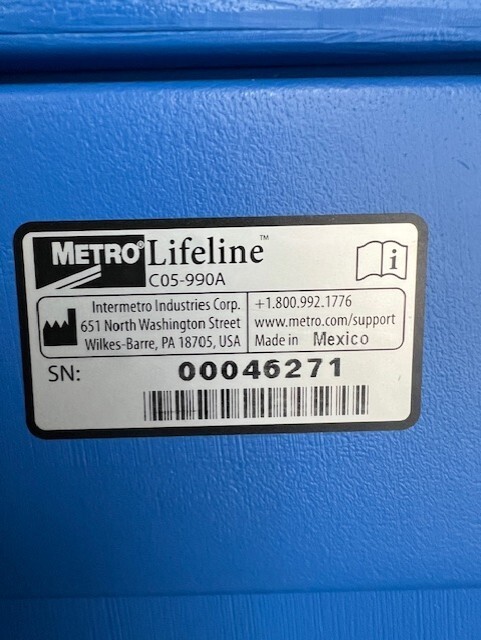 METRO® Lifeline™
C05-990A
Intermetro Industries Corp.
651 North Washington Street
Wilkes-Barre, PA 18705, USA
+1.800.992.1776
www.metro.com/support
Made in Mexico
SN: 00046271